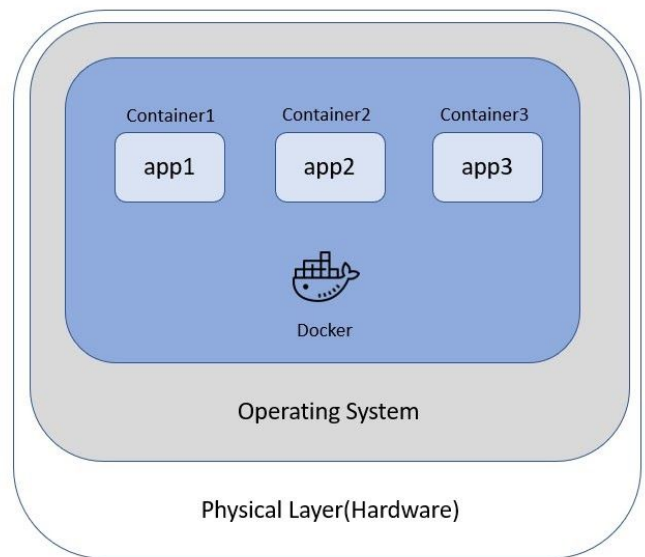 Container1 Container2 Container3
app1 app2 app3
Docker
Operating System
Physical Layer(Hardware)